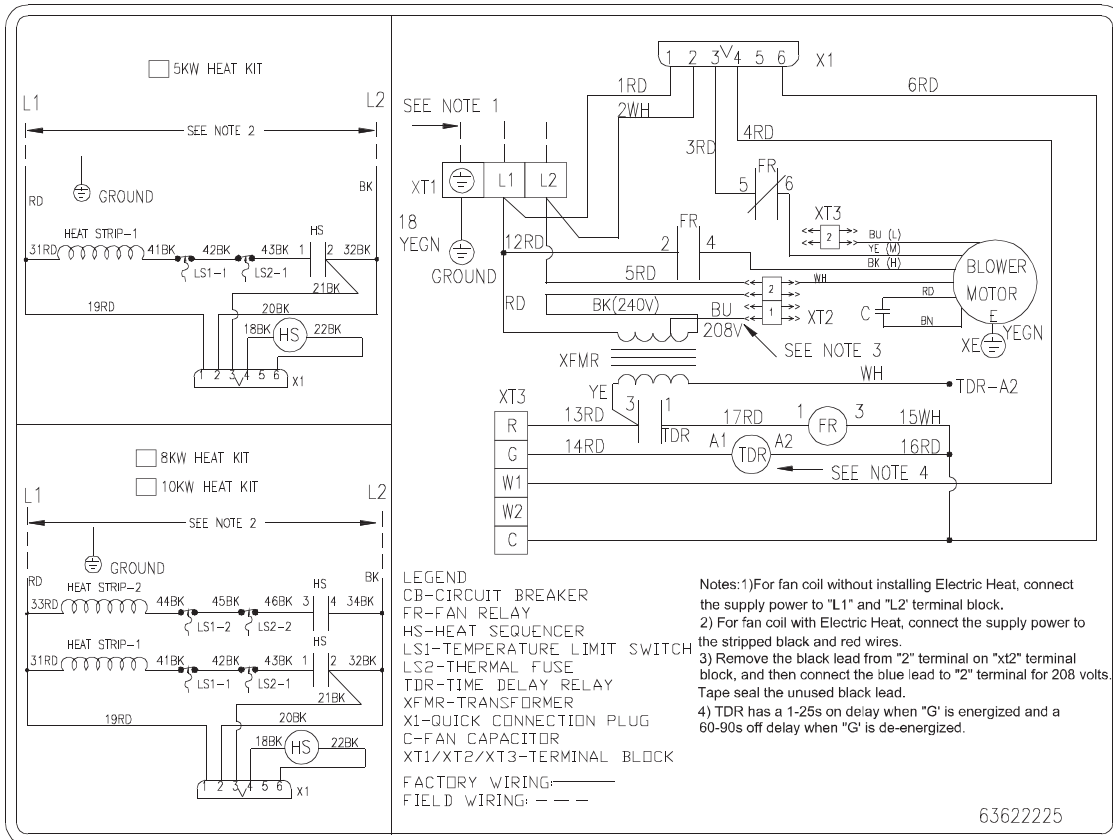 5KW HEAT KIT
L1
L2
SEE NOTE 2
GROUND
RD
BK
HEAT STRIP-1
HS
31RD
41BK
42BK
43BK
1
2
32BK
LS1-1
LS2-1
21BK
19RD
20BK
18BK
HS
22BK
1 2 3 4 5 6
X1
8KW HEAT KIT
10KW HEAT KIT
L1
L2
SEE NOTE 2
GROUND
RD
BK
HEAT STRIP-2
HS
33RD
44BK
45BK
46BK
3
4
34BK
LS1-2
LS2-2
HEAT STRIP-1
HS
31RD
41BK
42BK
43BK
1
2
32BK
LS1-1
LS2-1
21BK
19RD
20BK
18BK
HS
22BK
1 2 3 4 5 6
X1
1 2 3 4 5 6
X1
1RD
6RD
SEE NOTE 1
2WH
4RD
3RD
FR
5
6
XT1
L1
L2
XT3
2
18
YEGN
GROUND
12RD
FR
2
4
BU (L)
YE (M)
BK (H)
BLOWER
MOTOR
E
5RD
WH
2
RD
BK(240V)
BU
1
XT2
208V
RD
C
BN
XE
YEGN
SEE NOTE 3
XFMR
WH
TDR-A2
YE
XT3
R
G
W1
W2
C
13RD
3
1
TDR
17RD
1
FR
3
15WH
14RD
A1
TDR
A2
16RD
SEE NOTE 4
LEGEND
CB-CIRCUIT BREAKER
FR-FAN RELAY
HS-HEAT SEQUENCER
LS1-TEMPERATURE LIMIT SWITCH
LS2-THERMAL FUSE
TDR-TIME DELAY RELAY
XFMR-TRANSFORMER
X1-QUICK CONNECTION PLUG
C-FAN CAPACITOR
XT1/XT2/XT3-TERMINAL BLOCK
FACTORY WIRING:
FIELD WIRING:
Notes:1)For fan coil without installing Electric Heat, connect
the supply power to "L1" and "L2' terminal block.
2) For fan coil with Electric Heat, connect the supply power to
the stripped black and red wires.
3) Remove the black lead from "2" terminal on "xt2" terminal
block, and then connect the blue lead to "2" terminal for 208 volts.
Tape seal the unused black lead.
4) TDR has a 1-25s on delay when "G' is energized and a
60-90s off delay when "G' is de-energized.
63622225